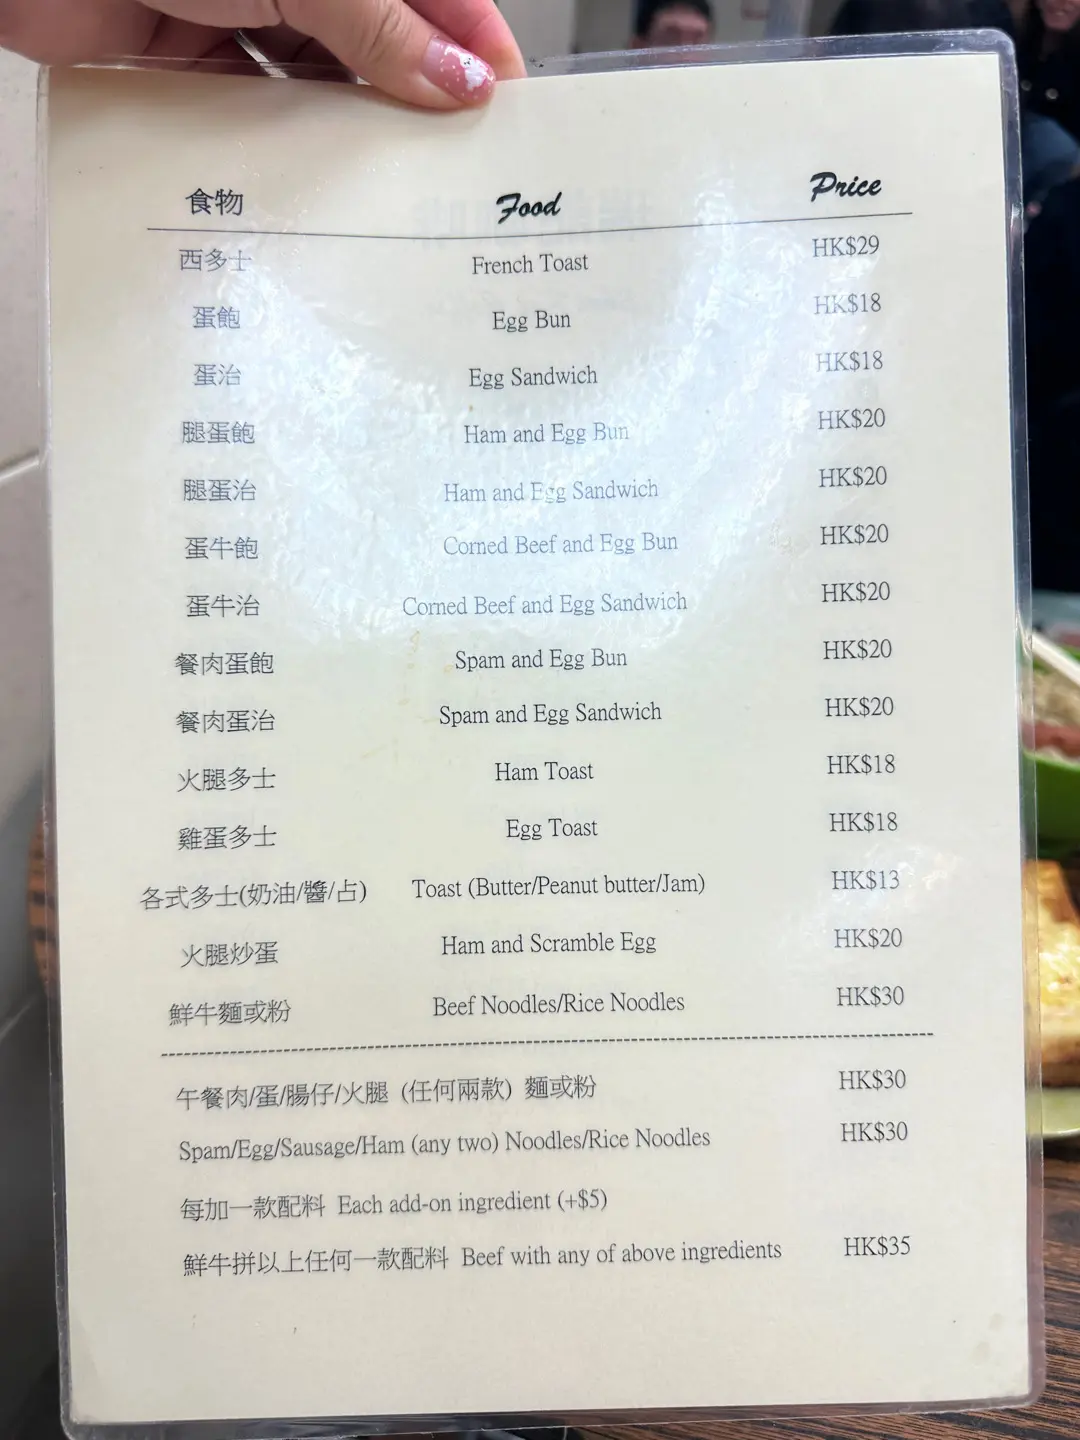 食物 Food Price
西多士 French Toast HK$29
蛋飽 Egg Bun HK$18
蛋治 Egg Sandwich HK$18
腿蛋飽 Ham and Egg Bun HK$20
腿蛋治 Ham and Egg Sandwich HK$20
蛋牛飽 Corned Beef and Egg Bun HK$20
蛋牛治 Corned Beef and Egg Sandwich HK$20
餐肉蛋飽 Spam and Egg Bun HK$20
餐肉蛋治 Spam and Egg Sandwich HK$20
火腿多士 Ham Toast HK$18
雞蛋多士 Egg Toast HK$18
各式多士(奶油/醬/占) Toast (Butter/Peanut butter/Jam) HK$13
火腿炒蛋 Ham and Scramble Egg HK$20
鮮牛麵或粉 Beef Noodles/Rice Noodles HK$30
午餐肉/蛋/腸仔/火腿 (任何兩款) 麵或粉 HK$30
Spam/Egg/Sausage/Ham (any two) Noodles/Rice Noodles HK$30
每加一款配料 Each add-on ingredient (+$5)
鮮牛拼以上任何一款配料 Beef with any of above ingredients HK$35